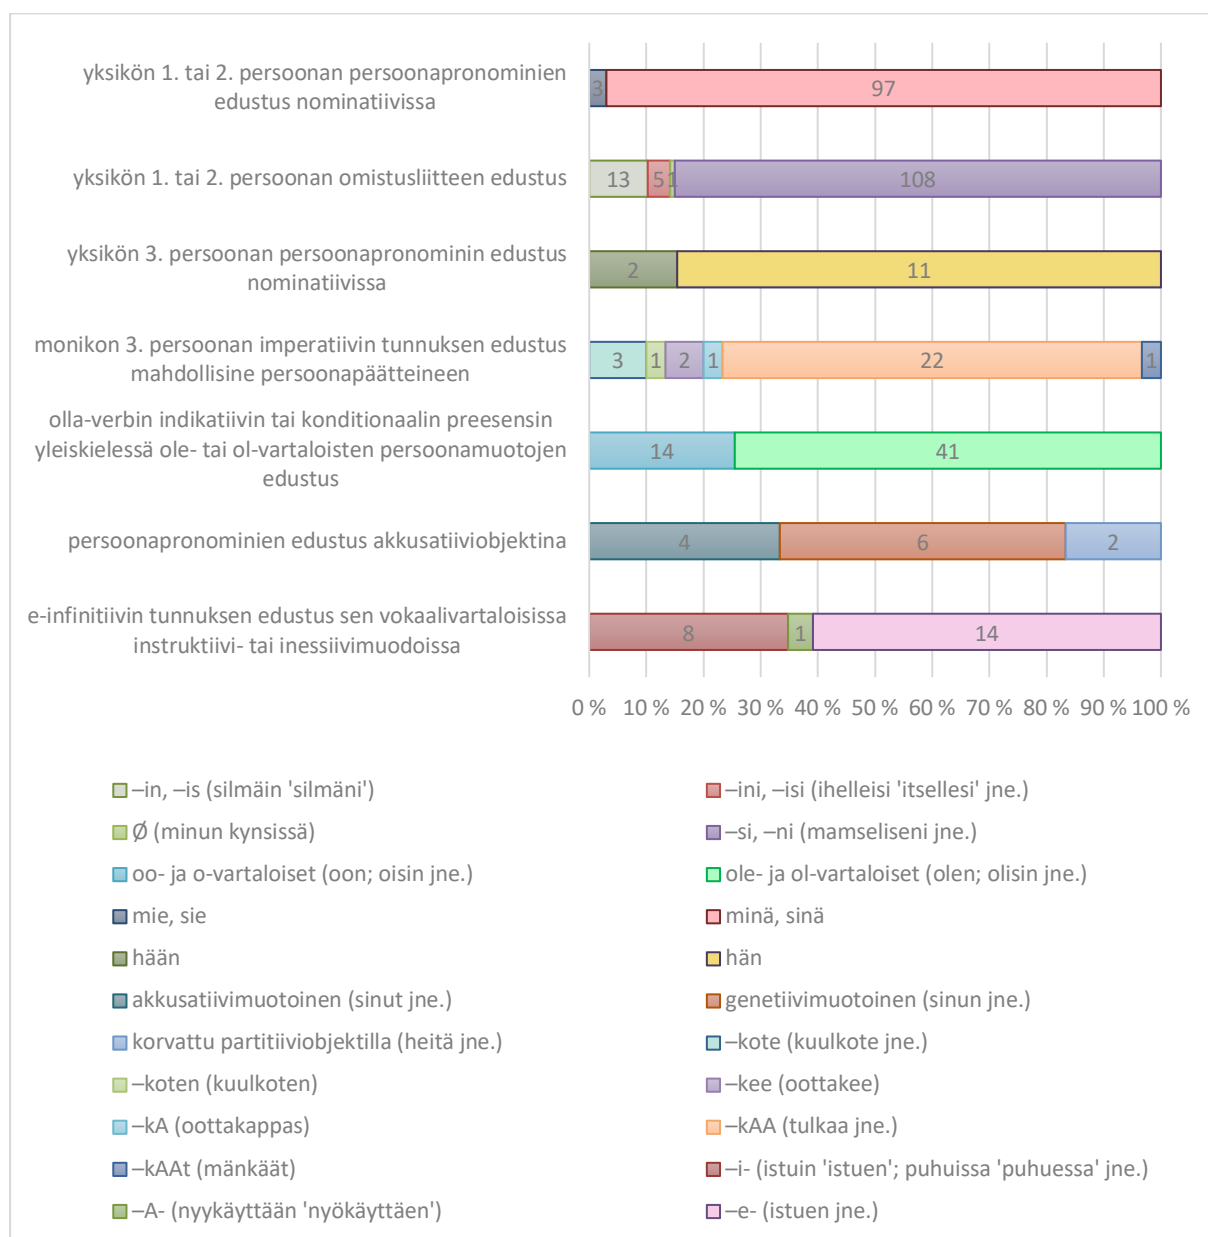 yksikön 1. tai 2. persoonan persoonapronominien
edustus nominatiivissa
3 97
yksikön 1. tai 2. persoonan omistusliitteen edustus
13 5 1 108
yksikön 3. persoonan persoonapronominin edustus
nominatiivissa
2 11
monikon 3. persoonan imperatiivin tunnuksen edustus
mahdollisine persoonapäätteineen
3 1 2 1 22 1
olla-verbin indikatiivin tai konditionaalin preesensin
yleiskielessä ole- tai ol-vartaloisten persoonamuotojen
edustus
14 41
persoonapronominien edustus akkusatiiviobjektina
4 6 2
e-infinitiivin tunnuksen edustus sen vokaalivartaloisissa
instruktiivi- tai inessiivimuodoissa
8 1 14
0 % 10 % 20 % 30 % 40 % 50 % 60 % 70 % 80 % 90 % 100 %
–in, –is (silmäin 'silmäni') –ini, –isi (ihelleisi 'itsellesi' jne.)
Ø (minun kynsissä) –si, –ni (mamseliseni jne.)
oo- ja o-vartaloiset (oon; oisin jne.) ole- ja ol-vartaloiset (olen; olisin jne.)
mie, sie minä, sinä
hään hän
akkusatiivimuotoinen (sinut jne.) genetiivimuotoinen (sinun jne.)
korvattu partitiiviobjektilla (heitä jne.) –kote (kuulkote jne.)
–koten (kuulkoten) –kee (oottakee)
–kA (oottakappas) –kAA (tulkaa jne.)
–kAAt (mänkäät) –i- (istuin 'istuen'; puhuissa 'puhuessa' jne.)
–A- (nyykäyttään 'nyökäyttäen') –e- (istuen jne.)